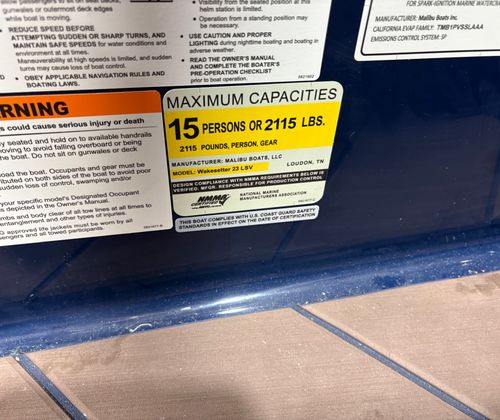 allow passengers to sit on seat backs,
gunwales or outermost deck edges
while boat is moving.
• REDUCE SPEED BEFORE
ATTEMPTING SUDDEN OR SHARP TURNS, AND
MAINTAIN SAFE SPEEDS for water conditions and
environment at all times.
Maneuverability at high speeds is limited, and sudden
turns may cause loss of boat control.
• OBEY APPLICABLE NAVIGATION RULES AND
BOATING LAWS.
Visibility from the seated position at this
helm station is limited.
• Operation from a standing position may
be necessary.
• USE CAUTION AND PROPER
LIGHTING during nighttime boating and boating in
adverse weather.
• READ THE OWNER'S MANUAL
AND COMPLETE THE BOATER'S
PRE-OPERATION CHECKLIST
prior to boat operation.
FOR SPARK-IGNITION MARINE WATERCRAFT
MANUFACTURER: Malibu Boats Inc.
CALIFORNIA EVAP FAMILY:
EMISSIONS CONTROL SYSTEM: SP
RNING
s could cause serious injury or death
y seated and hold on to available handrails
moving to avoid falling overboard or being
he boat. Do not sit on gunwales or deck
load the boat. Occupants and gear must be
tributed on both sides of the boat to avoid poor
sudden loss of control, swamping and/or
your specific model's Designated Occupant
s depicted in the Owner's Manual.
mbs and body clear of all tow lines at all times to
entanglement and other types of injuries.
G approved life jackets must be worn by all
sengers and all towed participants.
MAXIMUM CAPACITIES
15 PERSONS OR 2115 LBS.
2115 POUNDS, PERSON, GEAR
MANUFACTURER: MALIBU BOATS, LLC
LOUDON, TN
MODEL: Wakesetter 23 LSV
DESIGN COMPLIANCE WITH NMMA REQUIREMENTS BELOW IS
VERIFIED. MFGR. RESPONSIBLE FOR PRODUCTION CONTROL
NMMA
CERTIFIED
NATIONAL MARINE
MANUFACTURERS ASSOCIATION
THIS BOAT COMPLIES WITH U.S. COAST GUARD SAFETY
STANDARDS IN EFFECT ON THE DATE OF CERTIFICATION